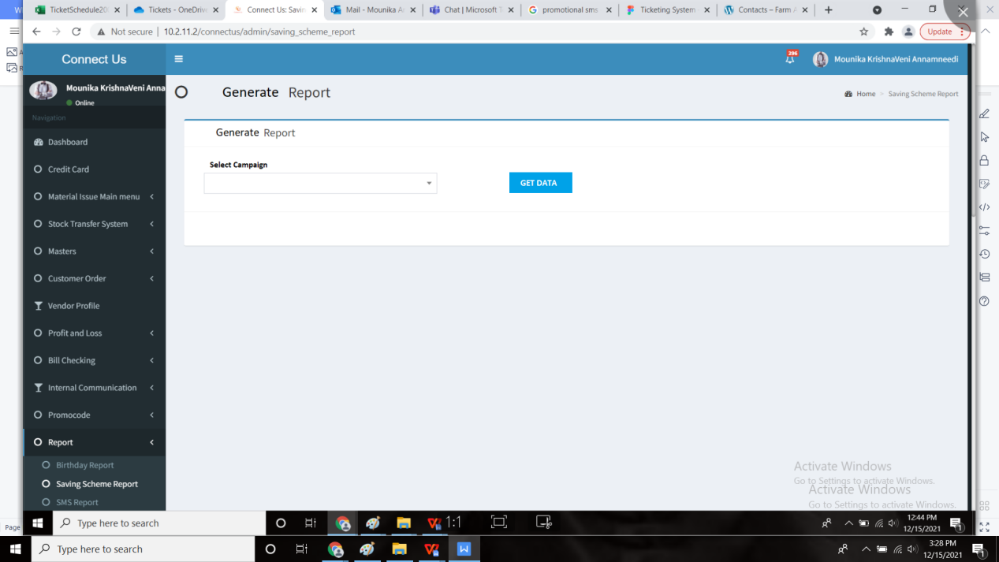 TicketSchedule20
Tickets - OneDrive
Connect Us: Savin
Mail - Mounika A
Chat | Microsoft T
promotional sms
Ticketing System
Contacts – Farm A
Not secure | 10.2.11.2/connectus/admin/saving_scheme_report
Update
Connect Us
296
Mounika KrishnaVeni Annamneedi
Mounika KrishnaVeni Anna
Online
Generate Report
Home > Saving Scheme Report
Navigation
Generate Report
Dashboard
Select Campaign
Credit Card
GET DATA
Material Issue Main menu
Stock Transfer System
Masters
Customer Order
Vendor Profile
Profit and Loss
Bill Checking
Internal Communication
Promocode
Report
Birthday Report
Saving Scheme Report
SMS Report
Activate Windows
Go to Settings to activate Windows.
Activate Windows
Go to Settings to activate Windows.
Page
Type here to search
1:1
12:44 PM
12/15/2021
1
Type here to search
3:28 PM
12/15/2021
1